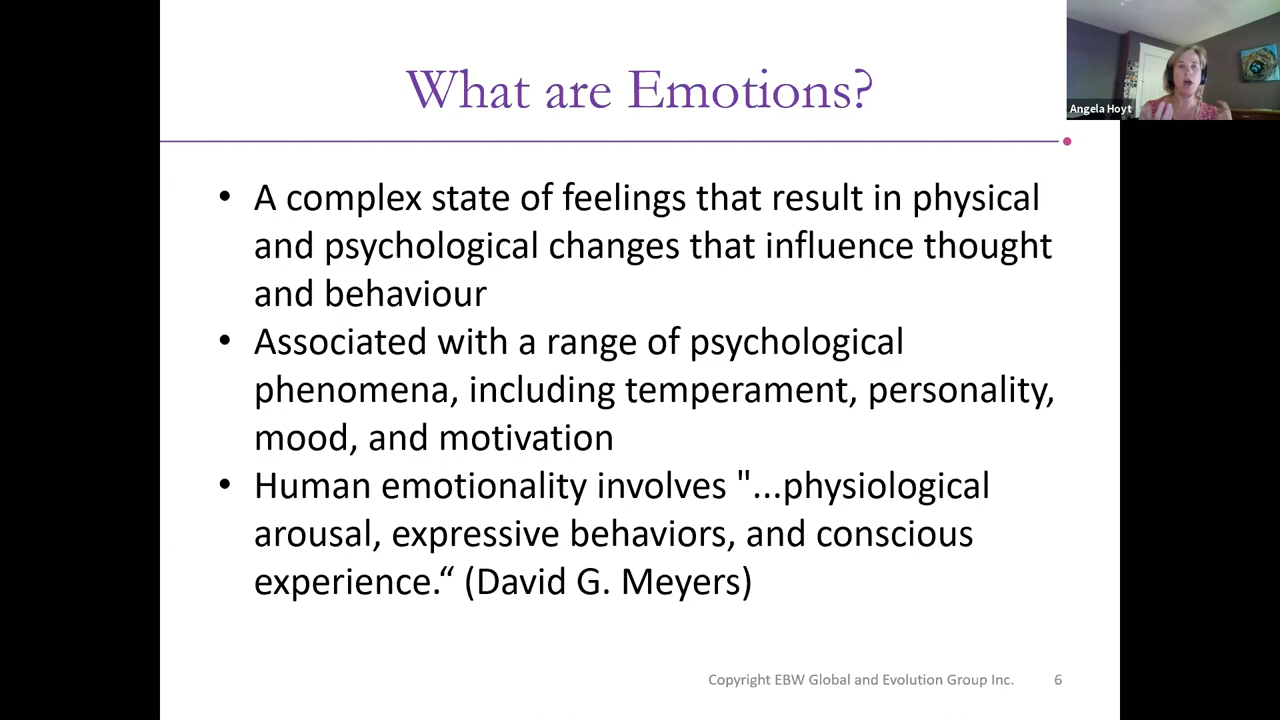 What are Emotions?
Angela Hoyt
• A complex state of feelings that result in physical
and psychological changes that influence thought
and behaviour
• Associated with a range of psychological
phenomena, including temperament, personality,
mood, and motivation
• Human emotionality involves "...physiological
arousal, expressive behaviors, and conscious
experience.“ (David G. Meyers)
Copyright EBW Global and Evolution Group Inc. 6